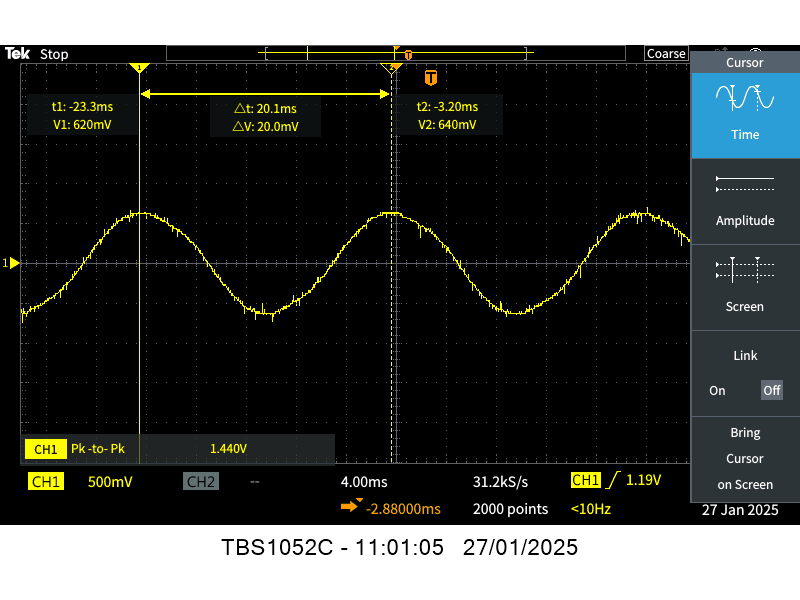 Tek Stop
Coarse
Cursor
1
2
T
T
t1: -23.3ms
V1: 620mV
△t: 20.1ms
△V: 20.0mV
t2: -3.20ms
V2: 640mV
Time
Amplitude
1
Screen
Link
On Off
Bring
Cursor
on Screen
CH1 Pk -to- Pk 1.440V
CH1 500mV CH2 -- 4.00ms 31.2kS/s CH1 1.19V
-2.88000ms 2000 points <10Hz 27 Jan 2025
TBS1052C - 11:01:05 27/01/2025